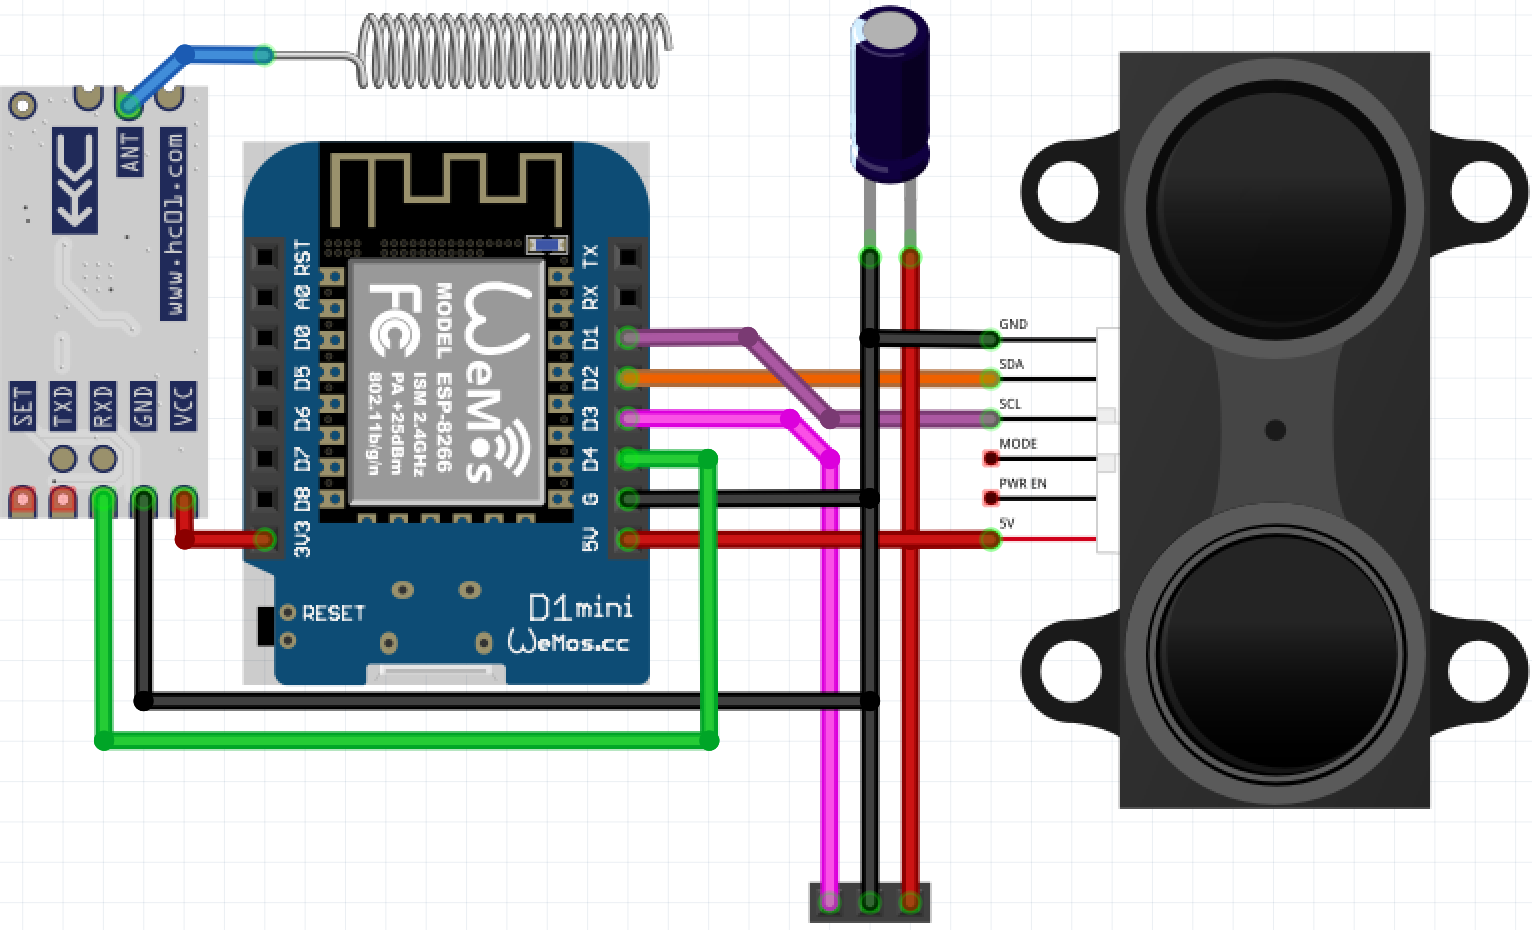 ANT
www.hc01.com
SET
TXD
RXD
GND
VCC
RST
A0
D0
D5
D6
D7
D8
3V3
TX
RX
D1
D2
D3
D4
G
5V
WeMos
MODEL ESP-8266
ISM 2.4GHz
PA +25dBm
802.11b/g/n
FC
RESET
D1mini
WeMos.cc
GND
SDA
SCL
MODE
PWR EN
5V